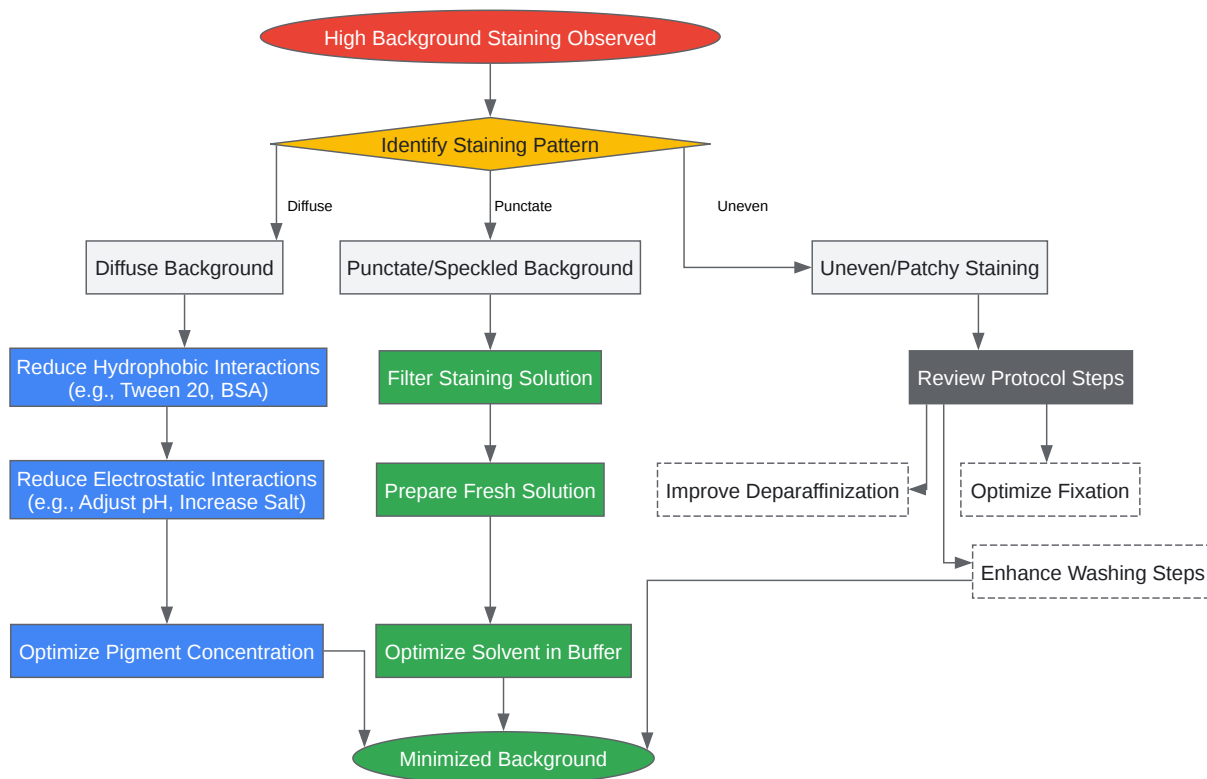 High Background Staining Observed
Identify Staining Pattern
Diffuse
Punctate
Uneven
Diffuse Background
Punctate/Speckled Background
Uneven/Patchy Staining
Reduce Hydrophobic Interactions
(e.g., Tween 20, BSA)
Filter Staining Solution
Review Protocol Steps
Reduce Electrostatic Interactions
(e.g., Adjust pH, Increase Salt)
Prepare Fresh Solution
Improve Deparaffinization
Optimize Fixation
Enhance Washing Steps
Optimize Pigment Concentration
Optimize Solvent in Buffer
Minimized Background